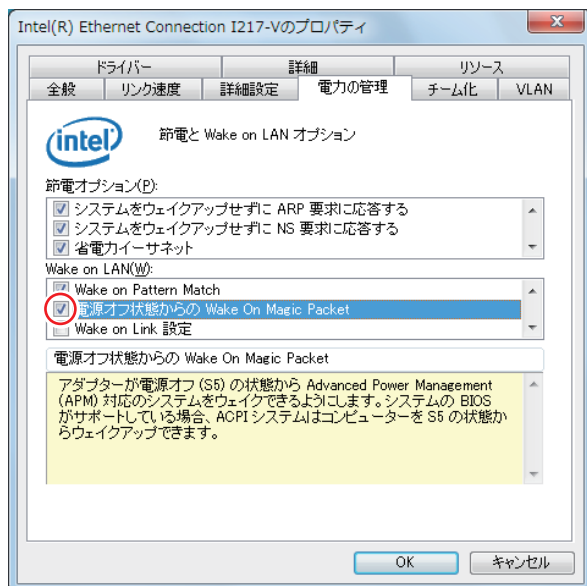 Intel(R) Ethernet Connection I217-Vのプロパティ
ドライバー 詳細 リソース
全般 リンク速度 詳細設定 電力の管理 チーム化 VLAN
intel 節電と Wake on LAN オプション
節電オプション(P):
システムをウェイクアップせずに ARP 要求に応答する
システムをウェイクアップせずに NS 要求に応答する
省電力イーサネット
Wake on LAN(W):
Wake on Pattern Match
電源オフ状態からの Wake On Magic Packet
Wake on Link 設定
電源オフ状態からの Wake On Magic Packet
アダプターが電源オフ (S5) の状態から Advanced Power Management
(APM) 対応のシステムをウェイクできるようにします。システムの BIOS
がサポートしている場合、ACPI システムはコンピューターを S5 の状態か
らウェイクアップできます。
OK キャンセル